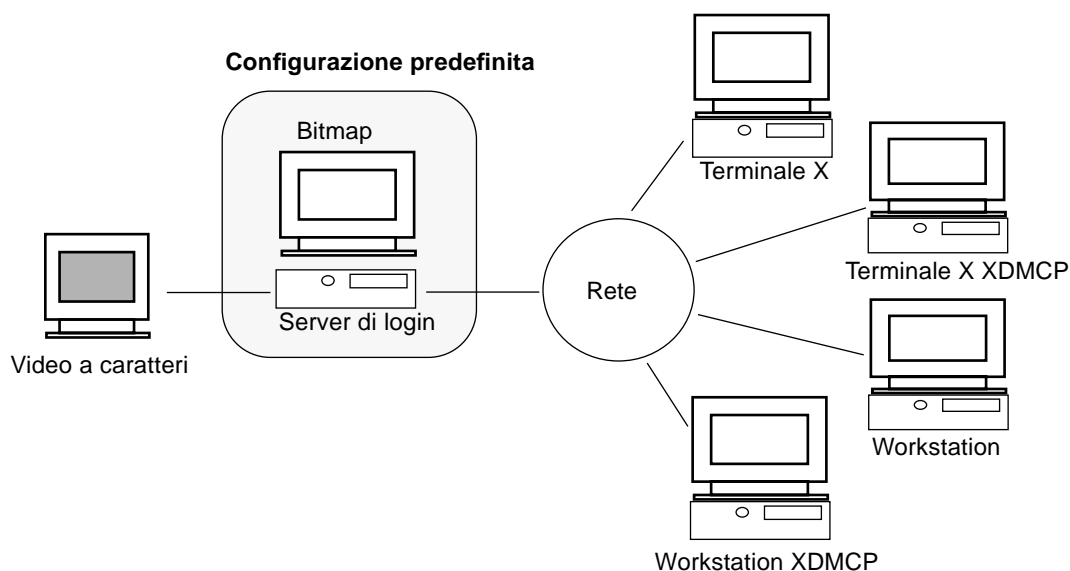 Configurazione predefinita
Bitmap
Terminale X
Terminale X XDMCP
Rete
Server di login
Video a caratteri
Workstation
Workstation XDMCP